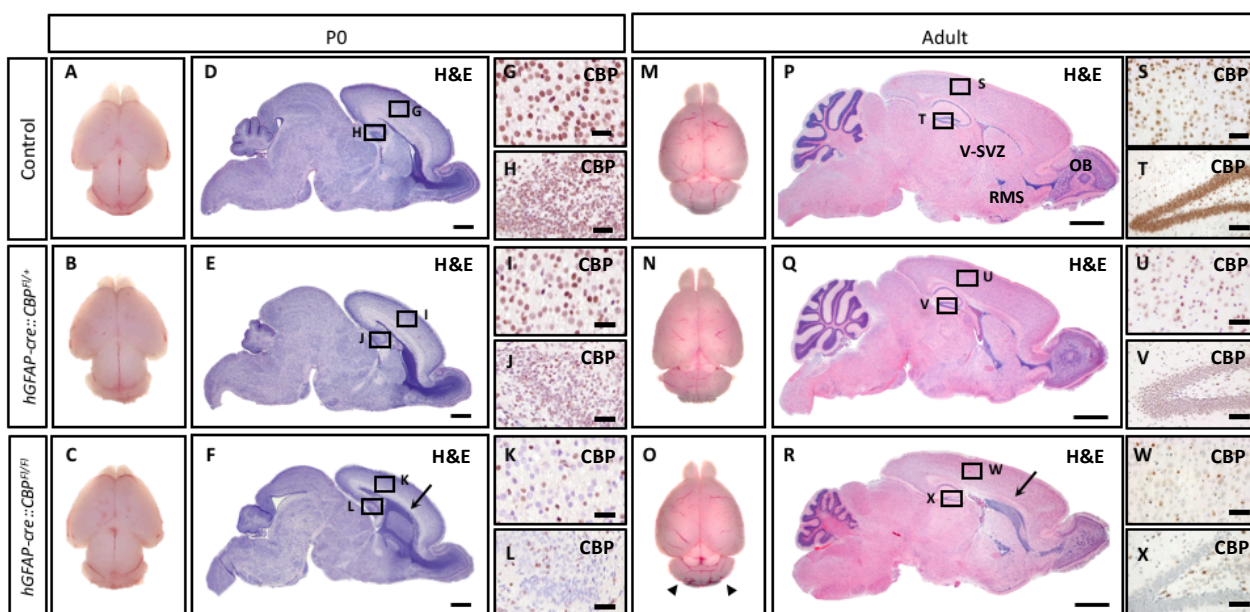 P0
Adult
Control
A
D
H&E
G
H
G
CBP
H
CBP
M
P
H&E
S
T
V-SVZ
RMS
OB
S
CBP
T
CBP
hGFAP-cre::CBP^Fl/+
B
E
H&E
I
J
I
CBP
J
CBP
N
Q
H&E
U
V
U
CBP
V
CBP
hGFAP-cre::CBP^Fl/Fl
C
F
H&E
K
L
K
CBP
L
CBP
O
R
H&E
W
X
W
CBP
X
CBP